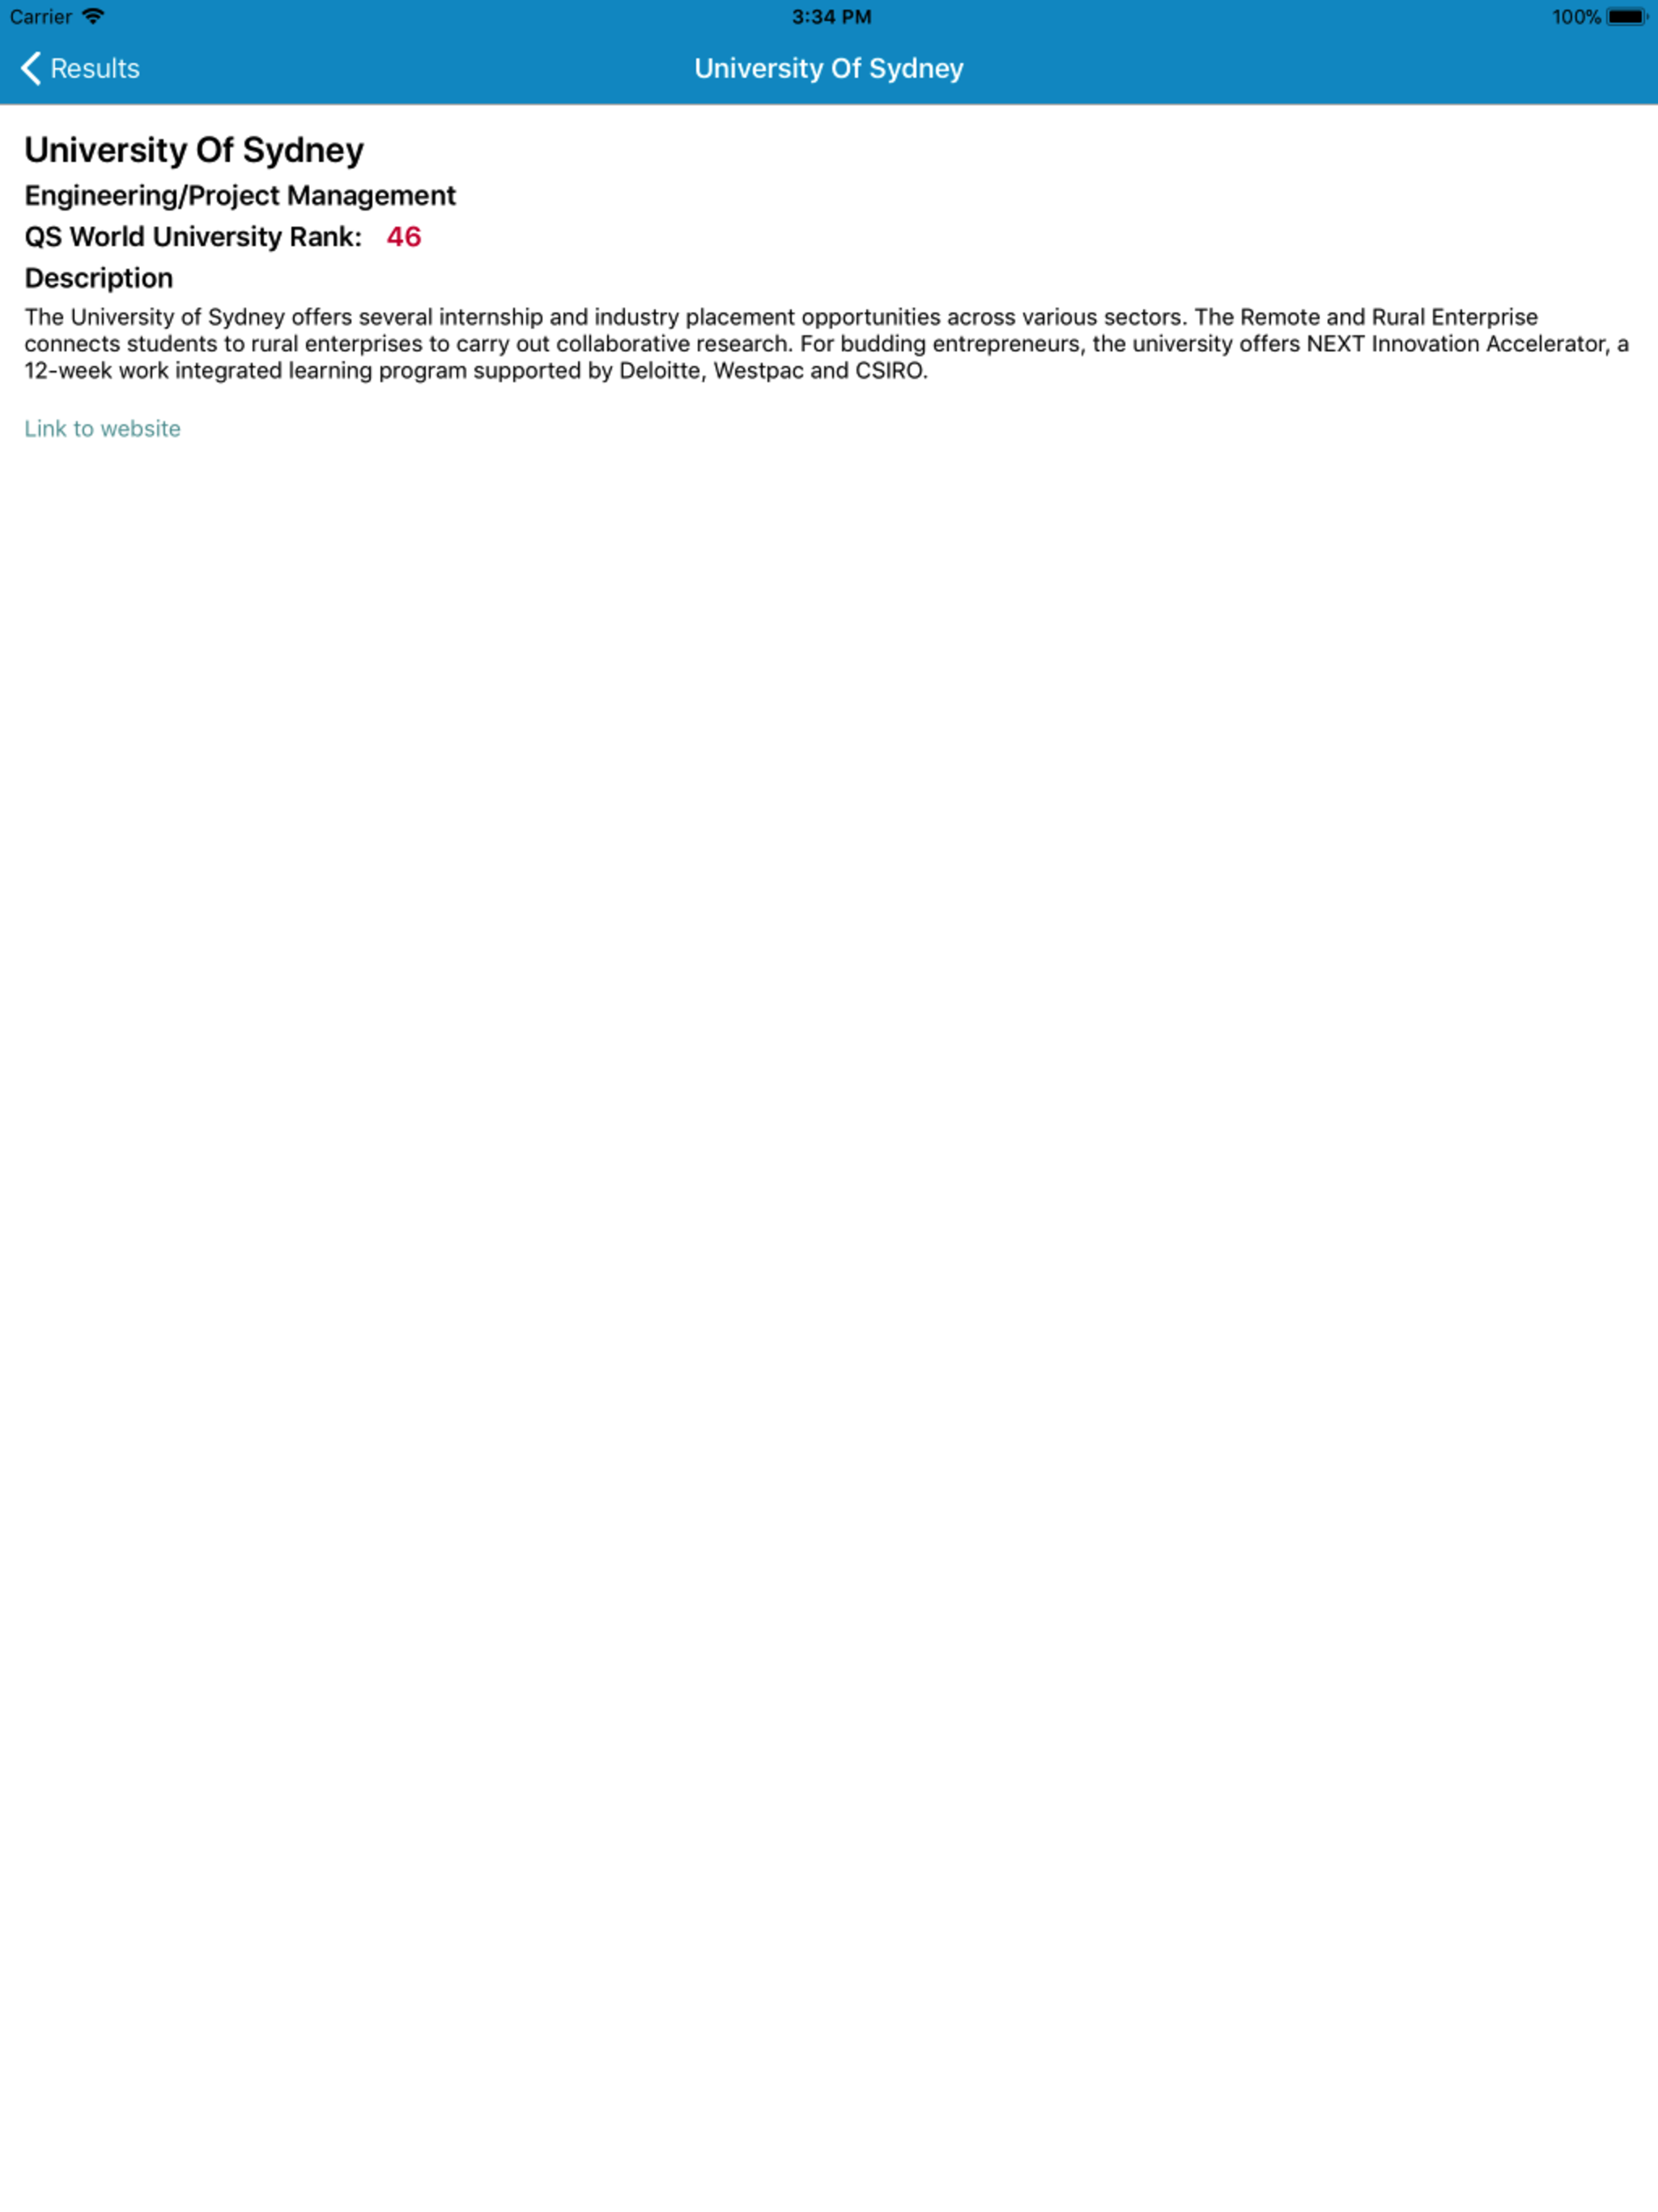 Carrier 3:34 PM 100%
Results University Of Sydney
University Of Sydney
Engineering/Project Management
QS World University Rank: 46
Description
The University of Sydney offers several internship and industry placement opportunities across various sectors. The Remote and Rural Enterprise
connects students to rural enterprises to carry out collaborative research. For budding entrepreneurs, the university offers NEXT Innovation Accelerator, a
12-week work integrated learning program supported by Deloitte, Westpac and CSIRO.
Link to website